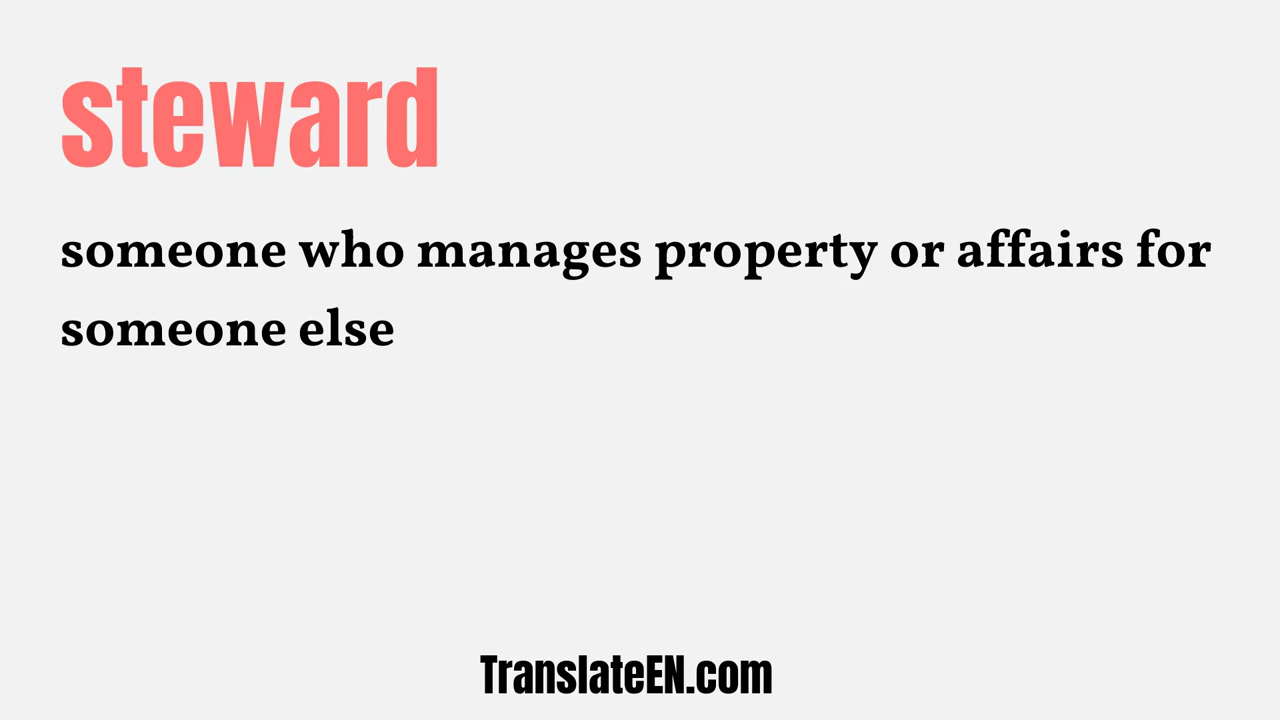 steward
someone who manages property or affairs for
someone else
TranslateEN.com